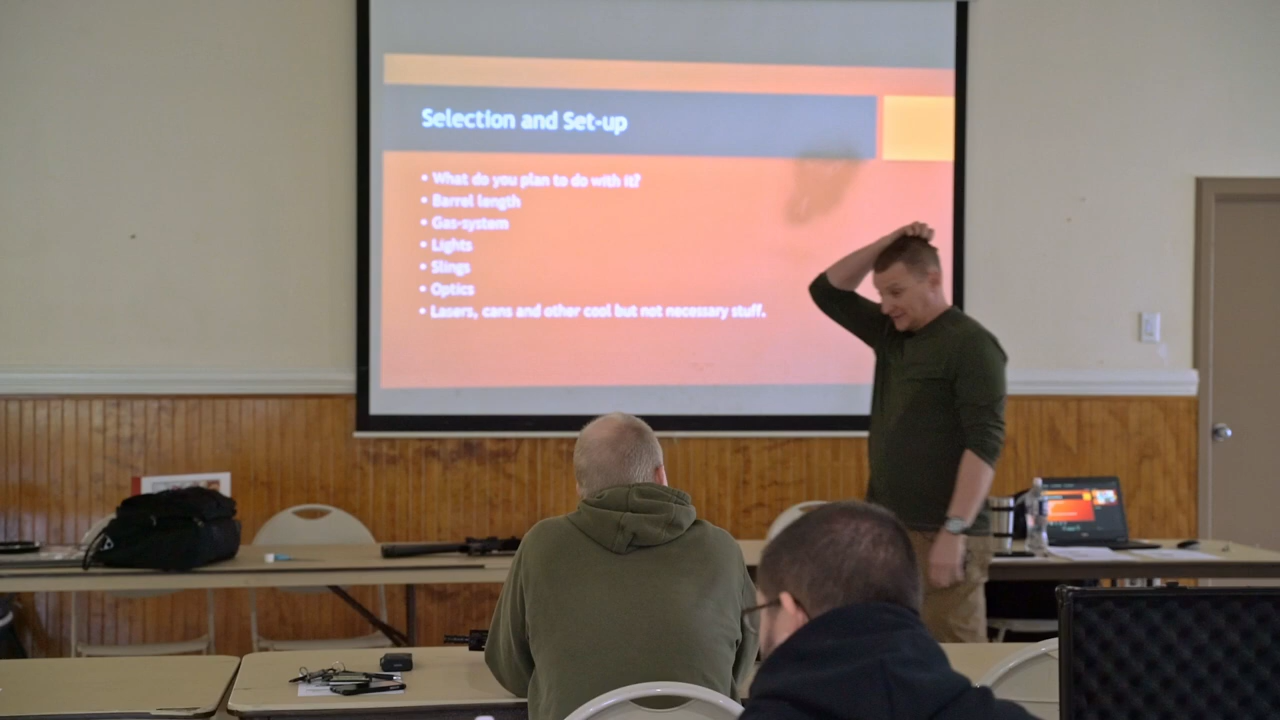 Selection and Set-up
• What do you plan to do with it?
• Barrel length
• Gas-system
• Lights
• Slings
• Optics
• Lasers, cans and other cool but not necessary stuff.